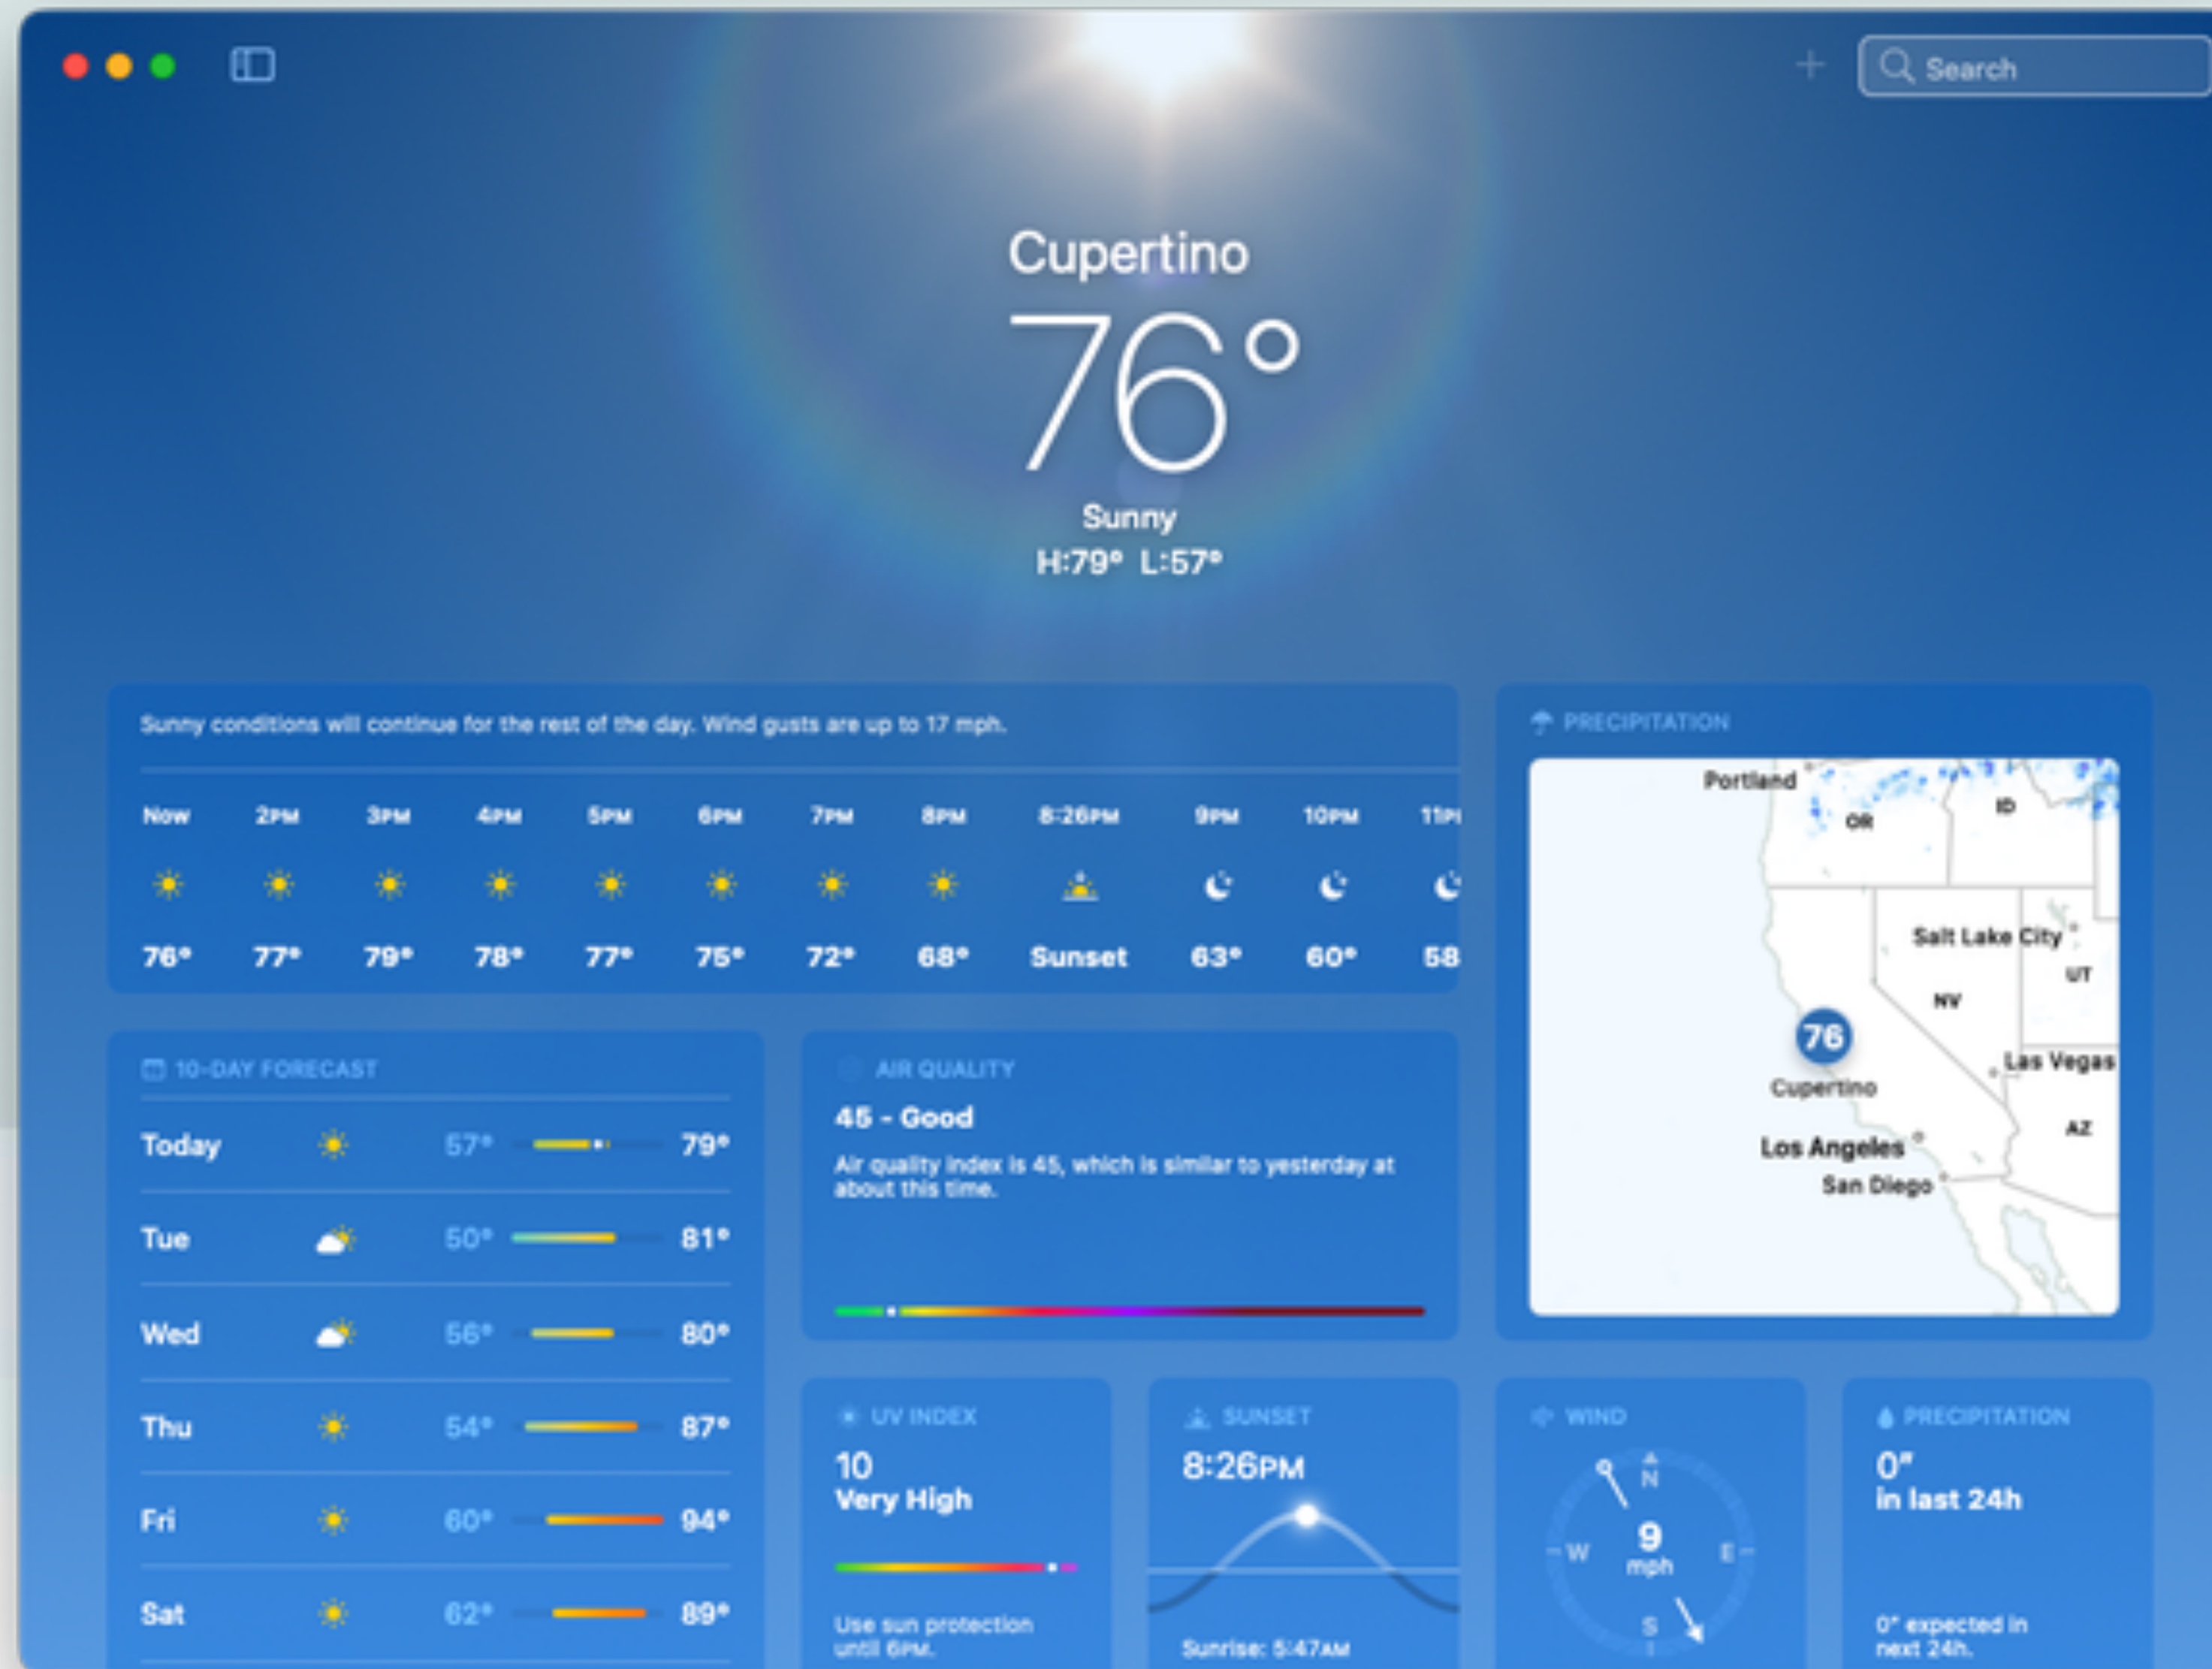 Search
Cupertino
76°
Sunny
H:79° L:57°
Sunny conditions will continue for the rest of the day. Wind gusts are up to 17 mph.
Now 2PM 3PM 4PM 5PM 6PM 7PM 8PM 8:26PM 9PM 10PM 11PM
76° 77° 79° 78° 77° 75° 72° 68° Sunset 63° 60° 58
PRECIPITATION
Portland
OR
ID
Salt Lake City
UT
NV
76
Las Vegas
Cupertino
AZ
Los Angeles
San Diego
10-DAY FORECAST
Today 57° 79°
Tue 50° 81°
Wed 56° 80°
Thu 54° 87°
Fri 60° 94°
Sat 62° 89°
AIR QUALITY
45 - Good
Air quality index is 45, which is similar to yesterday at
about this time.
UV INDEX
10
Very High
Use sun protection
until 6PM.
SUNSET
8:26PM
Sunrise: 5:47AM
WIND
N
W
9
mph
E
S
PRECIPITATION
0"
in last 24h
0" expected in
next 24h.